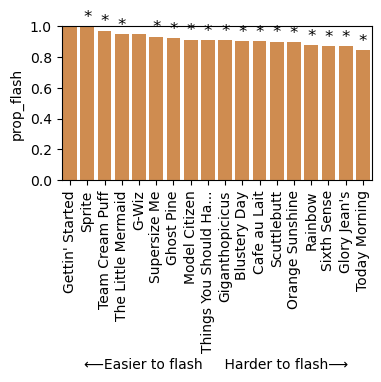 * * * * * * * * * * * * * * * *
prop_flash
1.0
0.8
0.6
0.4
0.2
0.0
Gettin' Started
Sprite
Team Cream Puff
The Little Mermaid
G-Wiz
Supersize Me
Ghost Pine
Model Citizen
Things You Should Ha...
Giganthopicus
Blustery Day
Cafe au Lait
Scuttlebutt
Orange Sunshine
Rainbow
Sixth Sense
Glory Jean's
Today Morning
⟵Easier to flash Harder to flash⟶